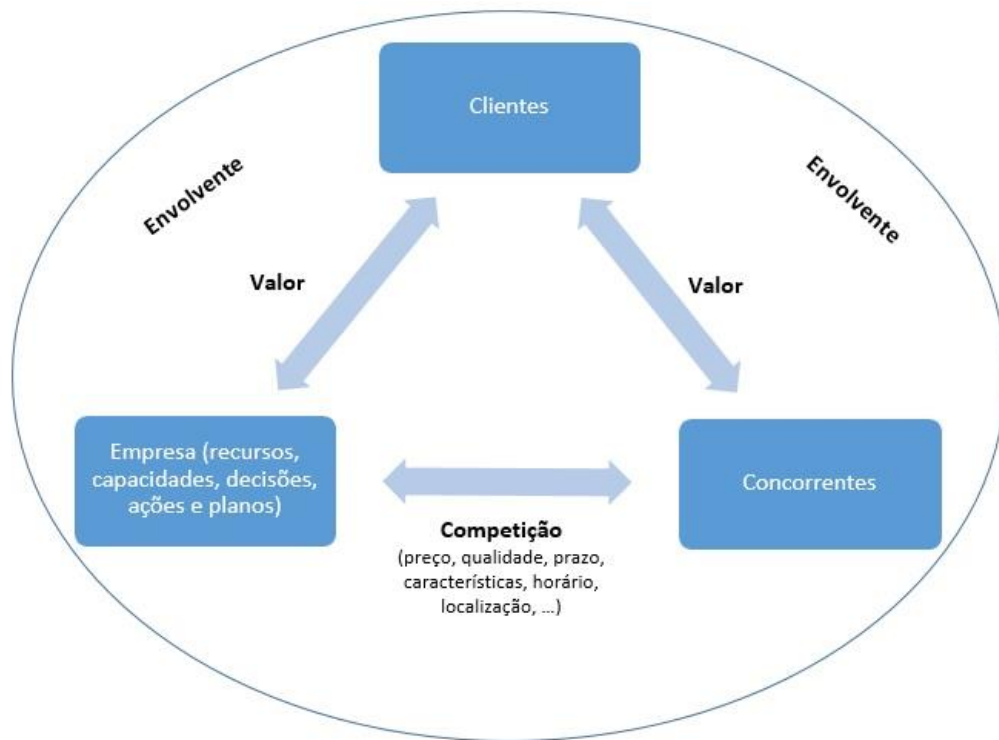 Clientes
Envolvente
Envolvente
Valor
Valor
Empresa (recursos,
capacidades, decisões,
ações e planos)
Concorrentes
Competição
(preço, qualidade, prazo,
características, horário,
localização, ...)